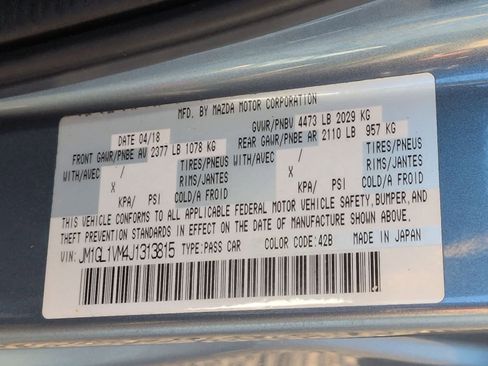 MFD. BY MAZDA MOTOR CORPORATION
DATE 04/18 GVWR/PNBV 4473 LB 2029 KG
FRONT GAWR/PNBE AV 2377 LB 1078 KG REAR GAWR/PNBE AR 2110 LB 957 KG
WITH/AVEC / TIRES/PNEUS WITH/AVEC / TIRES/PNEUS
X RIMS/JANTES X RIMS/JANTES
KPA/ PSI COLD/A FROID KPA/ PSI COLD/A FROID
THIS VEHICLE CONFORMS TO ALL APPLICABLE FEDERAL MOTOR VEHICLE SAFETY, BUMPER, AND
THEFT PREVENTION STANDARDS IN EFFECT ON THE DATE OF MANUFACTURE SHOWN ABOVE.
VIN: JM1GL1VM4J1313815 TYPE:PASS CAR COLOR CODE:42B MADE IN JAPAN